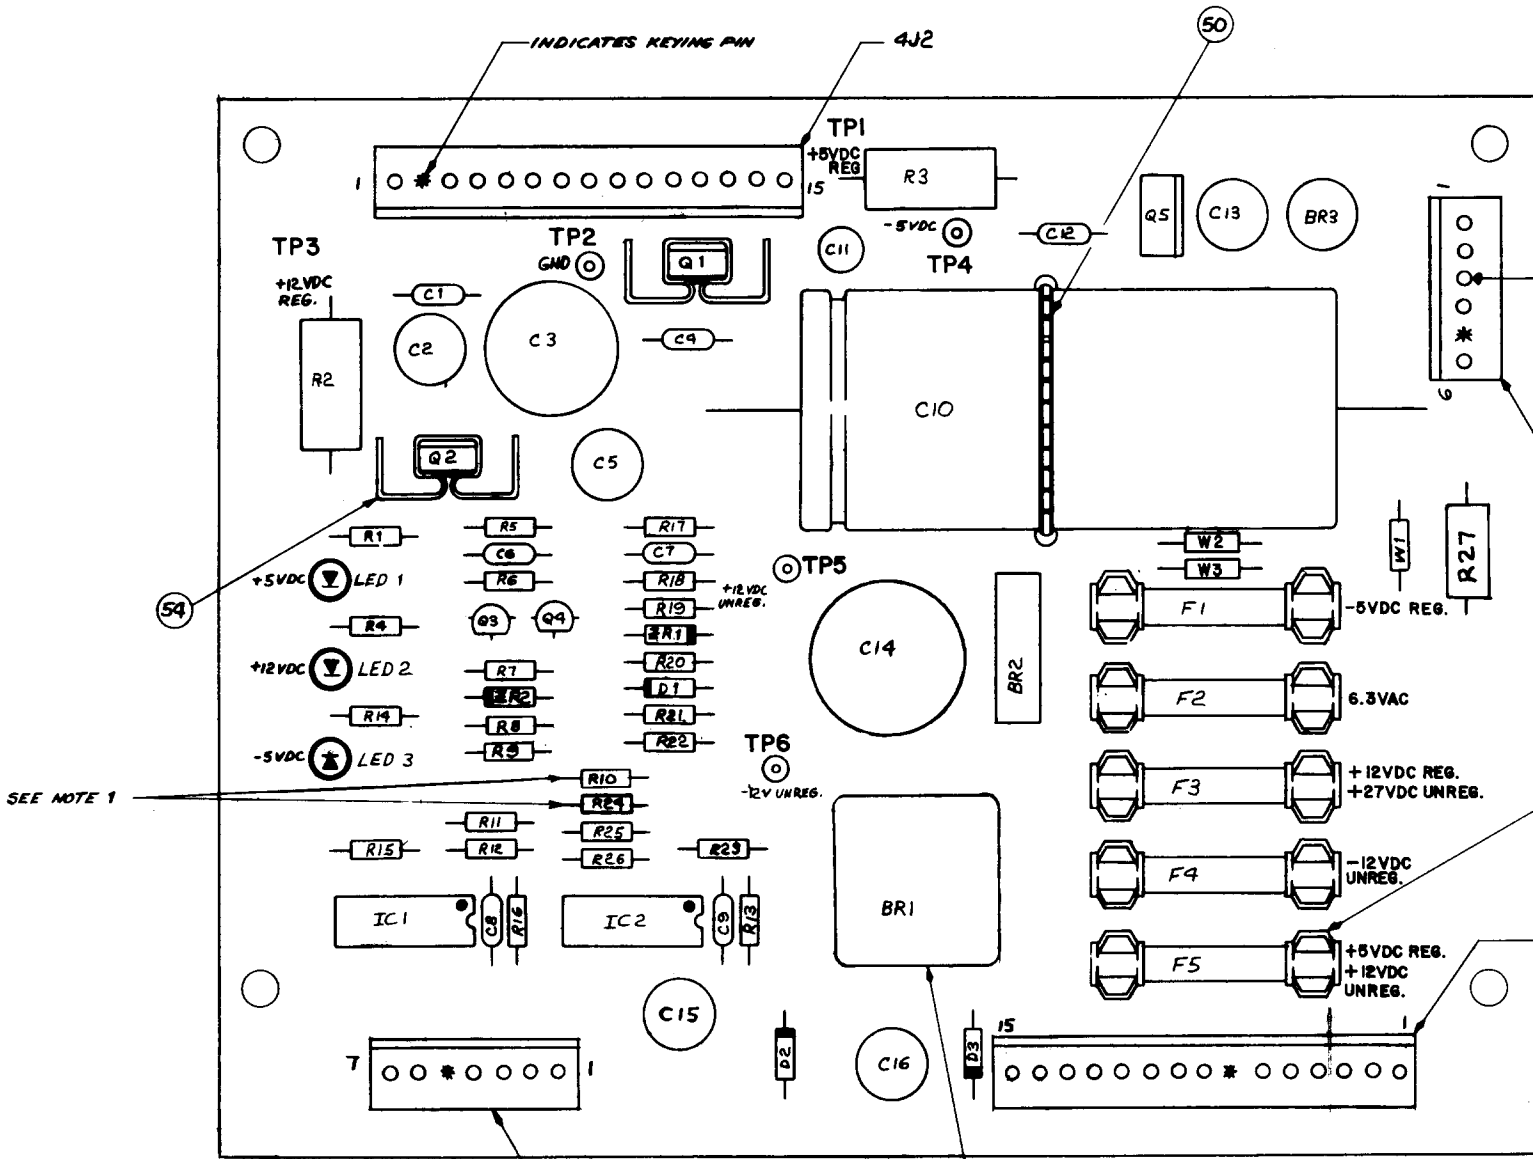 50
INDICATES KEYING PIN
4J2
TP1
+5VDC
REG
1
15
R3
-5VDC
TP4
C11
C12
Q5
C13
BR3
1
6
TP3
+12VDC
REG.
TP2
GND
Q1
C1
C2
C3
C4
R2
C10
Q2
C5
54
R1
R5
R17
C6
C7
+5VDC
LED 1
R6
R18
+12VDC
UNREG.
TP5
R19
R4
Q3
Q4
ZR1
+12VDC
LED 2
R7
R20
ZR2
D1
R14
R8
R21
-5VDC
LED 3
R9
R22
C14
BR2
W2
W3
W1
R27
F1
-5VDC REG.
F2
6.3VAC
TP6
-12V UNREG.
F3
+12VDC REG.
+27VDC UNREG.
SEE NOTE 1
R10
R24
R11
R25
R15
R12
R26
R23
F4
-12VDC
UNREG.
IC1
C8
R16
IC2
C9
R13
BR1
F5
+5VDC REG.
+12VDC
UNREG.
C15
7
1
D2
C16
D3
15
1